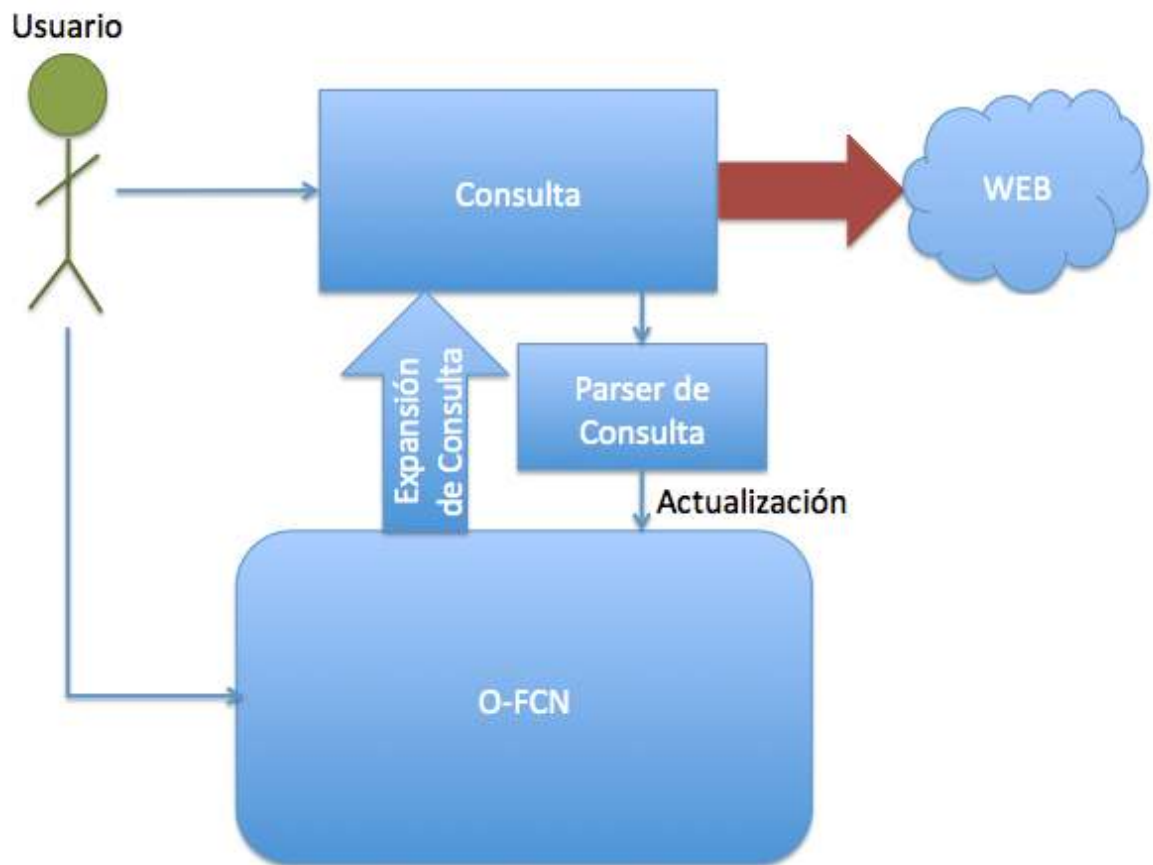 Usuario
Consulta
WEB
Expansión
de Consulta
Parser de
Consulta
Actualización
O-FCN